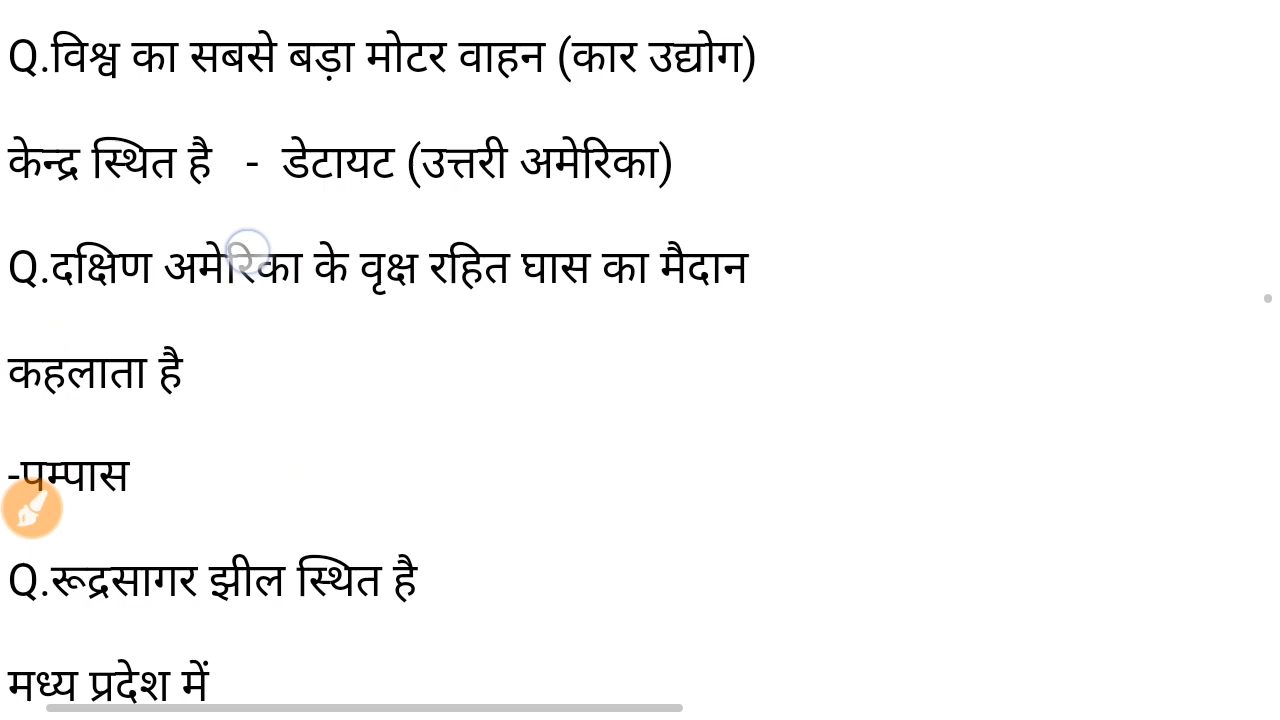 Q.विश्व का सबसे बड़ा मोटर वाहन (कार उद्योग)
केन्द्र स्थित है - डेटायट (उत्तरी अमेरिका)
Q.दक्षिण अमेरिका के वृक्ष रहित घास का मैदान
कहलाता है
-पम्पास
Q.रूद्रसागर झील स्थित है
मध्य प्रदेश में